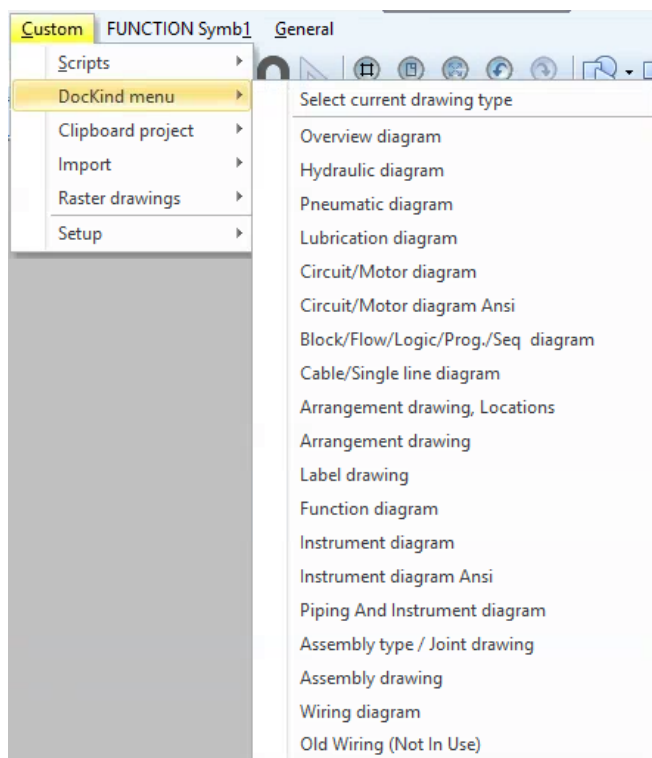 Custom FUNCTION Symb1 General
Scripts
DocKind menu
Clipboard project
Import
Raster drawings
Setup
Select current drawing type
Overview diagram
Hydraulic diagram
Pneumatic diagram
Lubrication diagram
Circuit/Motor diagram
Circuit/Motor diagram Ansi
Block/Flow/Logic/Prog./Seq diagram
Cable/Single line diagram
Arrangement drawing, Locations
Arrangement drawing
Label drawing
Function diagram
Instrument diagram
Instrument diagram Ansi
Piping And Instrument diagram
Assembly type / Joint drawing
Assembly drawing
Wiring diagram
Old Wiring (Not In Use)